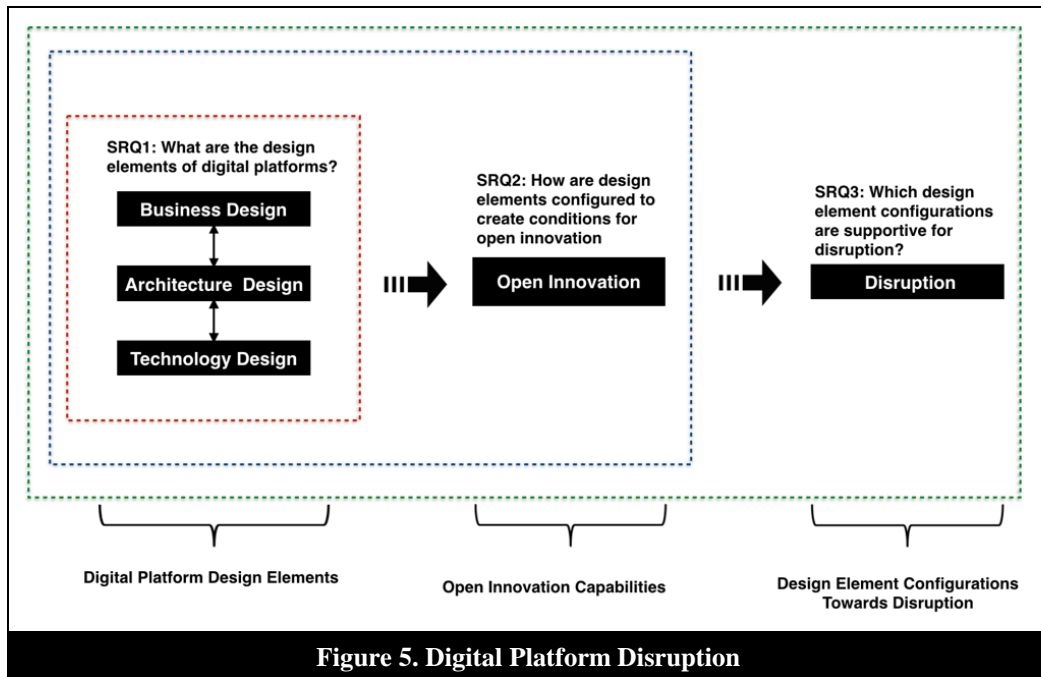 SRQ1: What are the design
elements of digital platforms?
Business Design
Architecture Design
Technology Design
SRQ2: How are design
elements configured to
create conditions for
open innovation
Open Innovation
SRQ3: Which design
element configurations
are supportive for
disruption?
Disruption
Digital Platform Design Elements
Open Innovation Capabilities
Design Element Configurations
Towards Disruption
Figure 5. Digital Platform Disruption